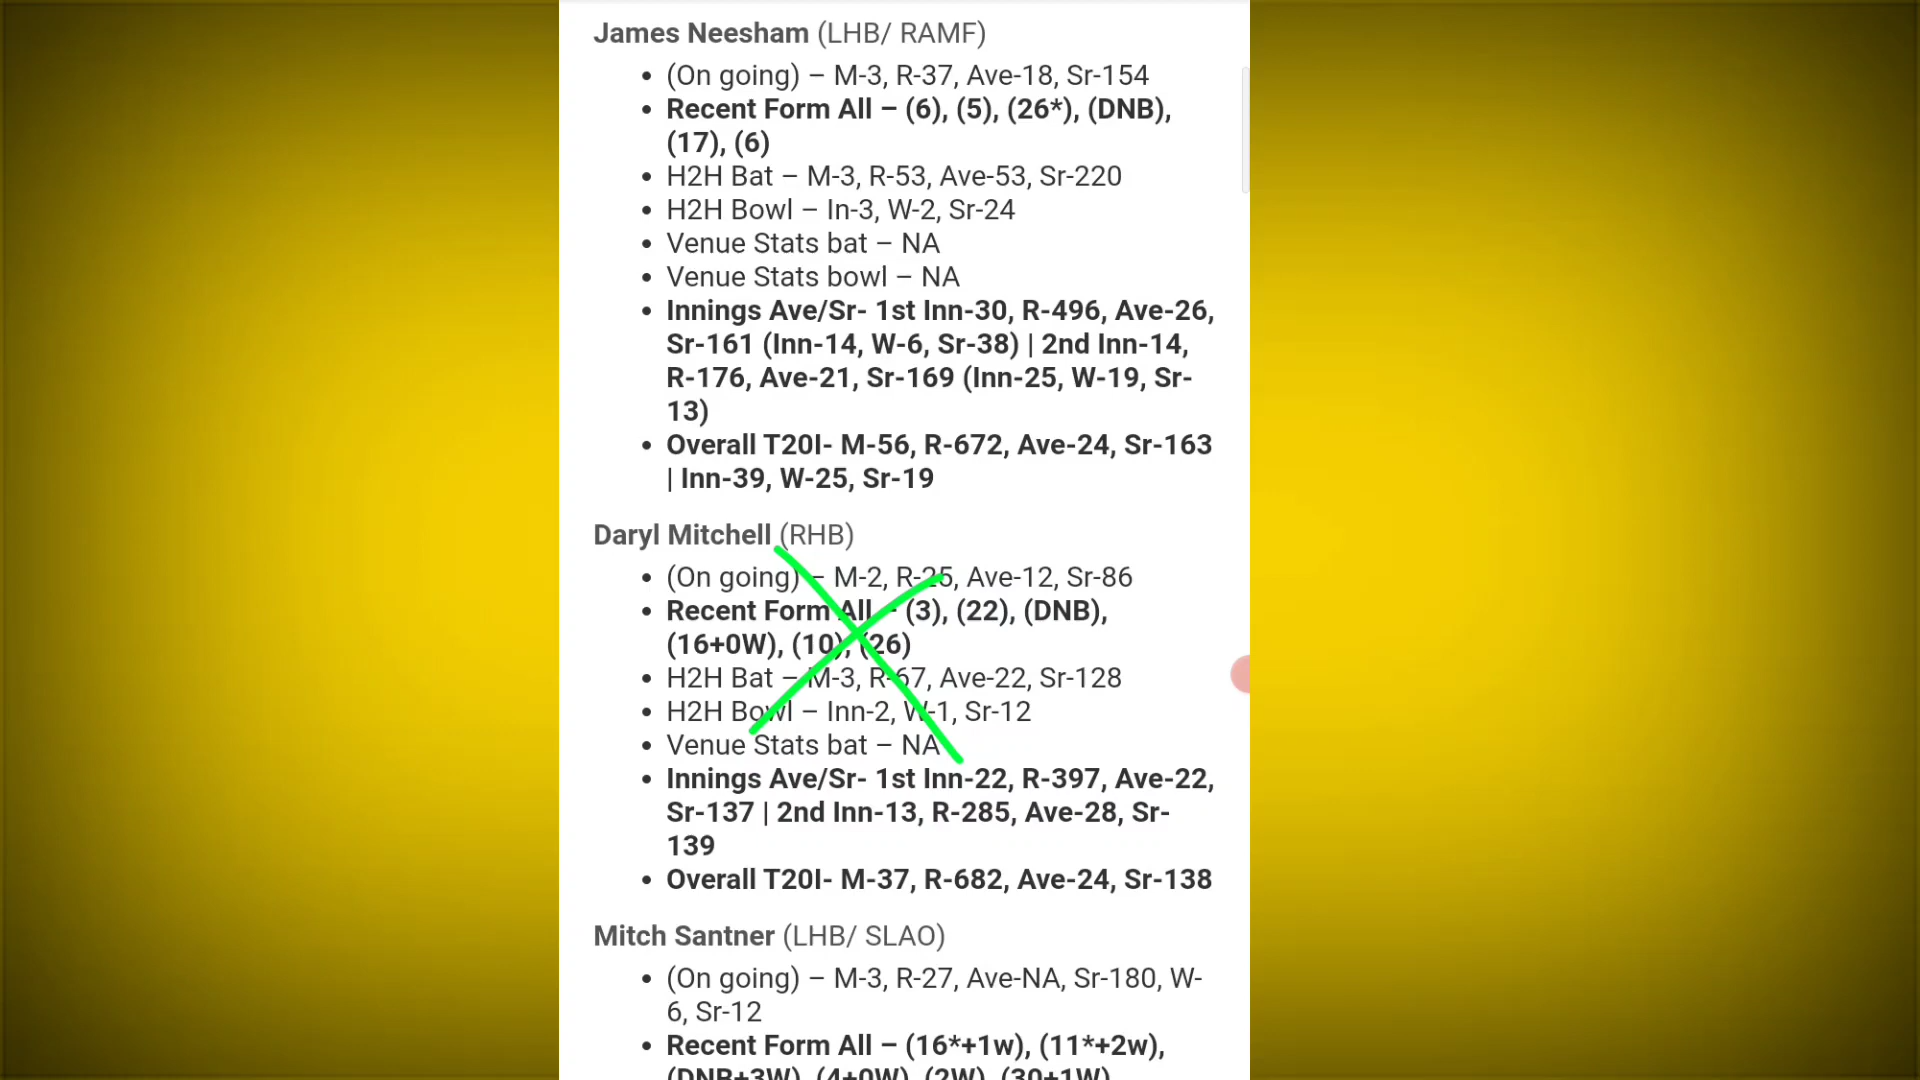 James Neesham (LHB/ RAMF)
• (On going) – M-3, R-37, Ave-18, Sr-154
• Recent Form All – (6), (5), (26*), (DNB),
(17), (6)
• H2H Bat – M-3, R-53, Ave-53, Sr-220
• H2H Bowl – In-3, W-2, Sr-24
• Venue Stats bat – NA
• Venue Stats bowl – NA
• Innings Ave/Sr- 1st Inn-30, R-496, Ave-26,
Sr-161 (Inn-14, W-6, Sr-38) | 2nd Inn-14,
R-176, Ave-21, Sr-169 (Inn-25, W-19, Sr-
13)
• Overall T20I- M-56, R-672, Ave-24, Sr-163
| Inn-39, W-25, Sr-19
Daryl Mitchell (RHB)
• (On going) – M-2, R-25, Ave-12, Sr-86
• Recent Form All – (3), (22), (DNB),
(16+0W), (10), (26)
• H2H Bat – M-3, R-67, Ave-22, Sr-128
• H2H Bowl – Inn-2, W-1, Sr-12
• Venue Stats bat – NA
• Innings Ave/Sr- 1st Inn-22, R-397, Ave-22,
Sr-137 | 2nd Inn-13, R-285, Ave-28, Sr-
139
• Overall T20I- M-37, R-682, Ave-24, Sr-138
Mitch Santner (LHB/ SLAO)
• (On going) – M-3, R-27, Ave-NA, Sr-180, W-
6, Sr-12
• Recent Form All – (16*+1w), (11*+2w),
(DNB+3W), (4+0W), (2W), (30+1W)